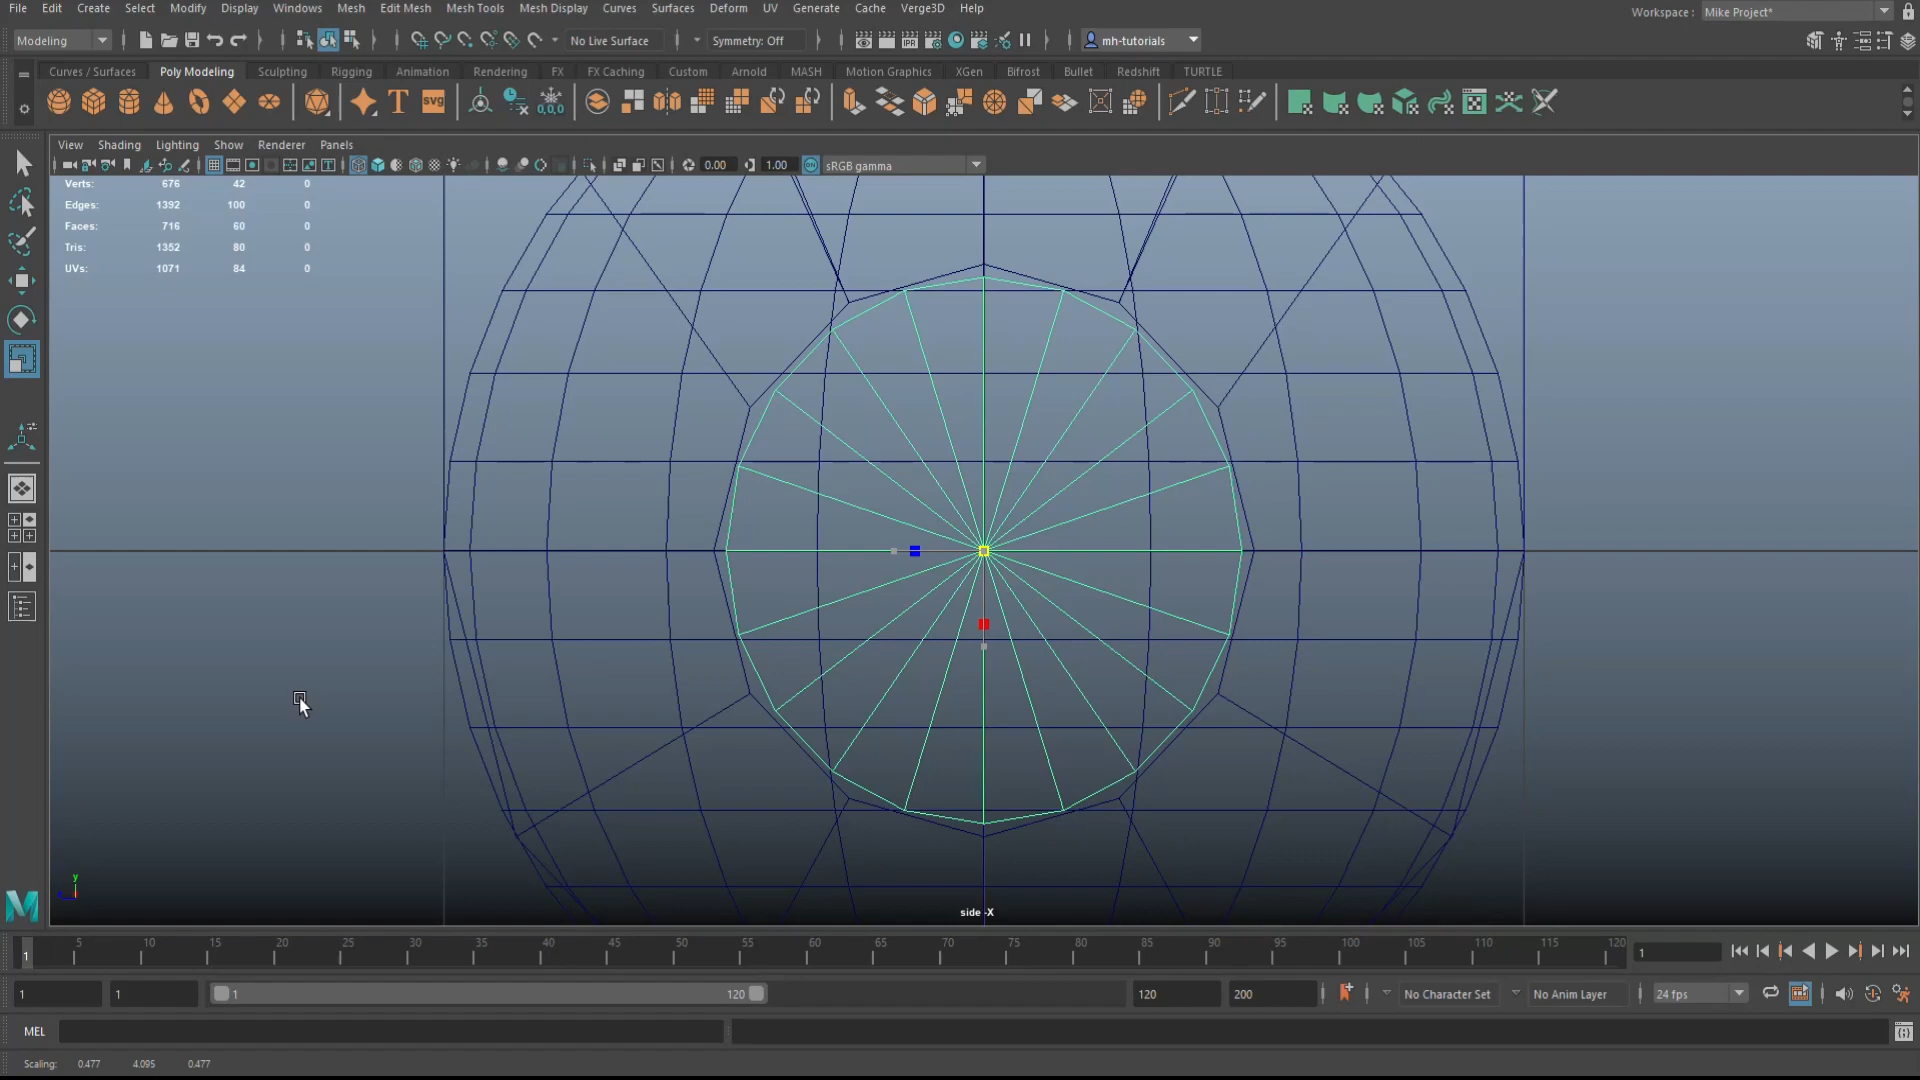 File Edit Create Select Modify Display Windows Mesh Edit Mesh Mesh Tools Mesh Display Curves Surfaces Deform UV Generate Cache Verge3D Help
Workspace : Mike Project*
Modeling No Live Surface Symmetry: Off IPR mh-tutorials
Curves / Surfaces Poly Modeling Sculpting Rigging Animation Rendering FX FX Caching Custom Arnold MASH Motion Graphics XGen Bifrost Bullet Redshift TURTLE
T svg 0,0,0
View Shading Lighting Show Renderer Panels
0.00 1.00 ON sRGB gamma
Verts: 676 42 0
Edges: 1392 100 0
Faces: 716 60 0
Tris: 1352 80 0
UVs: 1071 84 0
y
side -X
5 10 15 20 25 30 35 40 45 50 55 60 65 70 75 80 85 90 95 100 105 110 115 120
1 1
1 1 1 120 120 200 No Character Set No Anim Layer 24 fps
MEL
Scaling: 0.477 4.095 0.477